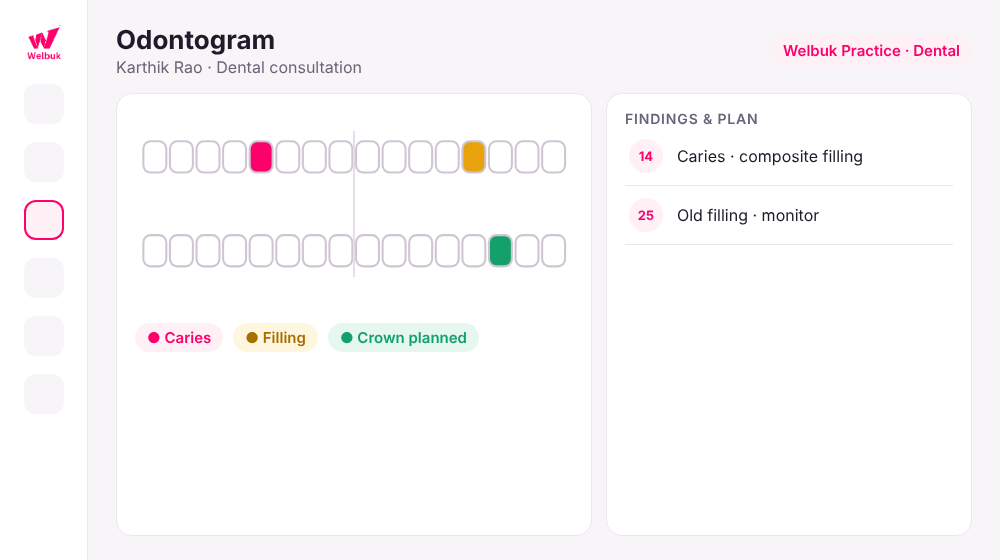 Welbuk
Odontogram
Karthik Rao · Dental consultation
Welbuk Practice · Dental
Caries
Filling
Crown planned
FINDINGS & PLAN
14 Caries · composite filling
25 Old filling · monitor